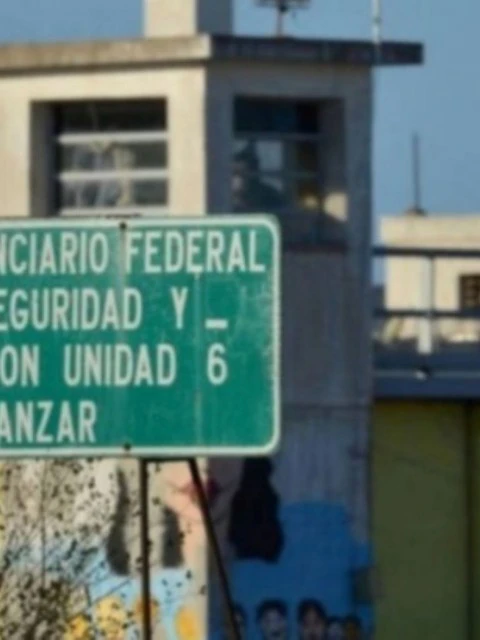 NCIARIO FEDERAL
EGURIDAD Y _
ON UNIDAD 6
ANZAR